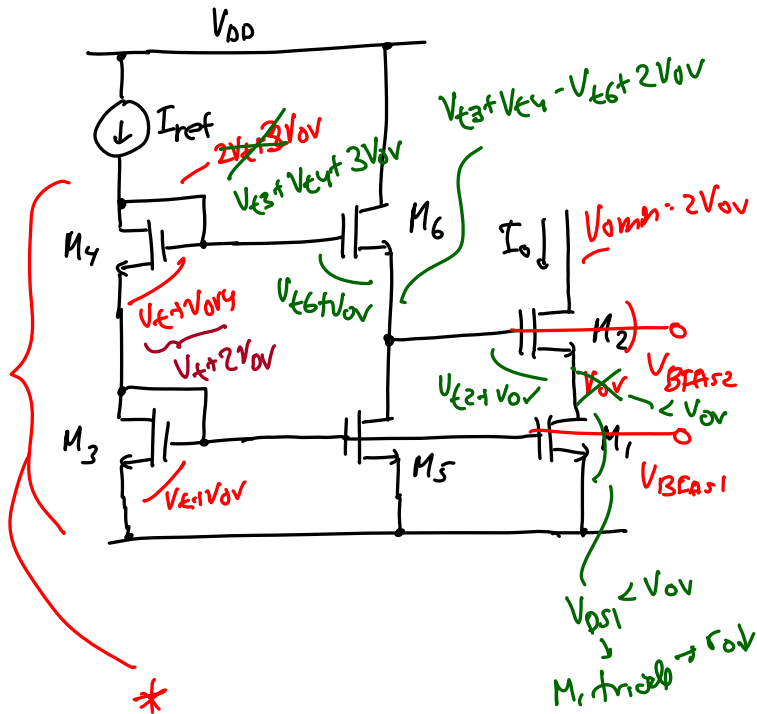 VDD
Iref
2Vt+3VOV
Vt3+Vt4+3VOV
Vt3+Vt4-Vt6+2VOV
M4
M6
Io
Vomin=2VOV
Vt+VOV4
Vt6+VOV
Vt+2VOV
M2
VBIAS2
Vt2+VOV
VOV
<VOV
M3
M5
M1
VBIAS1
Vt+VOV
VDS1<VOV
↓
M1 triode → ro↓
*